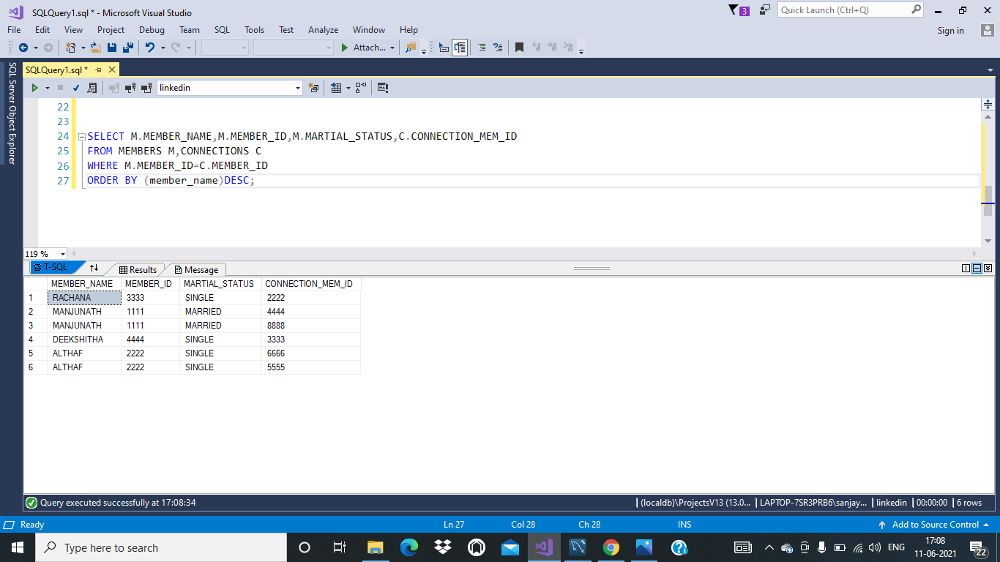 SQLQuery1.sql * - Microsoft Visual Studio
3
Quick Launch (Ctrl+Q)
File Edit View Project Debug Team SQL Tools Test Analyze Window Help
Sign in
Attach...
SQL Server Object Explorer
SQLQuery1.sql *
linkedin
22
23
24 SELECT M.MEMBER_NAME,M.MEMBER_ID,M.MARTIAL_STATUS,C.CONNECTION_MEM_ID
25 FROM MEMBERS M,CONNECTIONS C
26 WHERE M.MEMBER_ID=C.MEMBER_ID
27 ORDER BY (member_name)DESC;
119 %
T-SQL Results Message
MEMBER_NAME MEMBER_ID MARTIAL_STATUS CONNECTION_MEM_ID
1 RACHANA 3333 SINGLE 2222
2 MANJUNATH 1111 MARRIED 4444
3 MANJUNATH 1111 MARRIED 8888
4 DEEKSHITHA 4444 SINGLE 3333
5 ALTHAF 2222 SINGLE 6666
6 ALTHAF 2222 SINGLE 5555
Query executed successfully at 17:08:34
(localdb)\ProjectsV13 (13.0... LAPTOP-7SR3PRB6\sanjay... linkedin 00:00:00 6 rows
Ready Ln 27 Col 28 Ch 28 INS Add to Source Control
Type here to search
ENG
17:08
11-06-2021
22